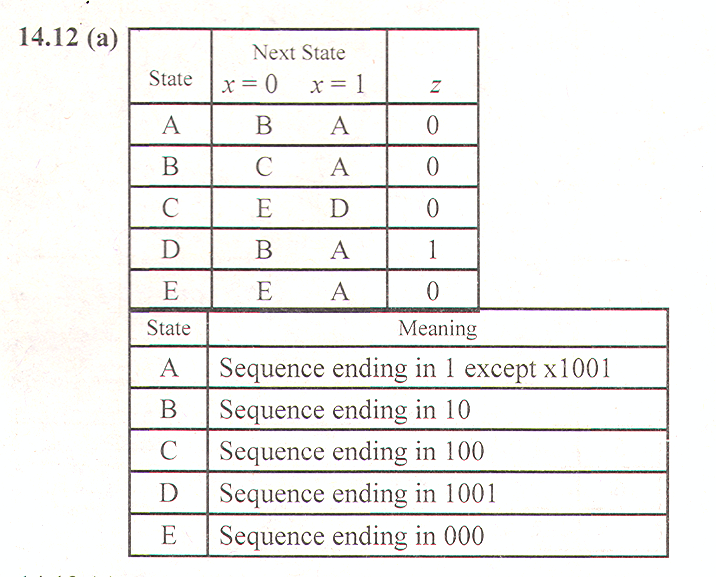 14.12 (a)
Next State
State x = 0 x = 1 z
A B A 0
B C A 0
C E D 0
D B A 1
E E A 0
State Meaning
A Sequence ending in 1 except x1001
B Sequence ending in 10
C Sequence ending in 100
D Sequence ending in 1001
E Sequence ending in 000